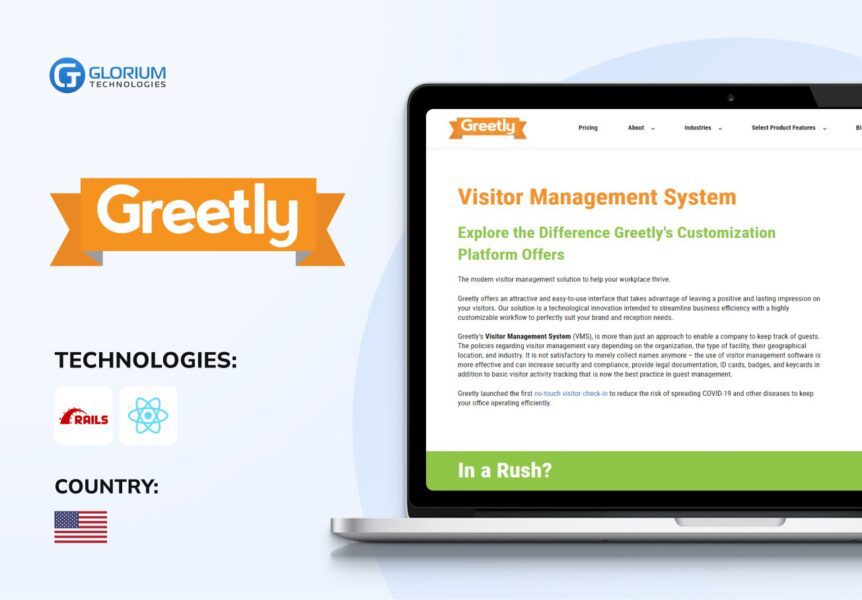 GLORIUM
TECHNOLOGIES
Greetly
TECHNOLOGIES:
RAILS
COUNTRY:
Greetly
Pricing About Industries Select Product Features Bl
Visitor Management System
Explore the Difference Greetly's Customization
Platform Offers
The modern visitor management solution to help your workplace thrive.
Greetly offers an attractive and easy-to-use interface that takes advantage of leaving a positive and lasting impression on
your visitors. Our solution is a technological innovation intended to streamline business efficiency with a highly
customizable workflow to perfectly suit your brand and reception needs.
Greetly's Visitor Management System (VMS), is more than just an approach to enable a company to keep track of guests.
The policies regarding visitor management vary depending on the organization, the type of facility, their geographical
location, and industry. It is not satisfactory to merely collect names anymore – the use of visitor management software is
more effective and can increase security and compliance, provide legal documentation, ID cards, badges, and keycards in
addition to basic visitor activity tracking that is now the best practice in guest management.
Greetly launched the first no-touch visitor check-in to reduce the risk of spreading COVID-19 and other diseases to keep
your office operating efficiently.
In a Rush?